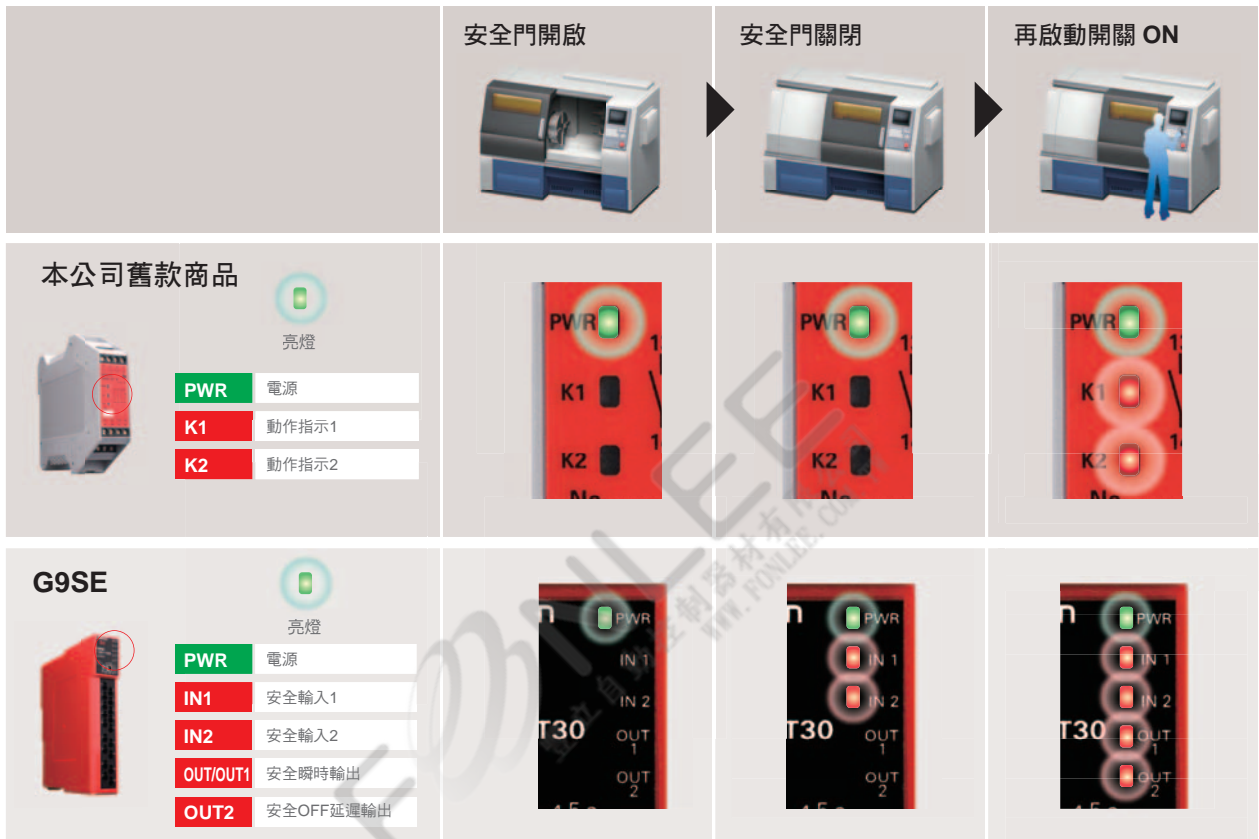 安全門開啟
安全門關閉
再啟動開關 ON
本公司舊款商品
亮燈
PWR 電源
K1 動作指示1
K2 動作指示2
PWR
K1
K2
No
PWR
K1
K2
No
PWR
K1
K2
No
G9SE
亮燈
PWR 電源
IN1 安全輸入1
IN2 安全輸入2
OUT/OUT1 安全瞬時輸出
OUT2 安全OFF延遲輸出
n PWR
IN 1
IN 2
T30 OUT 1
OUT 2
n PWR
IN 1
IN 2
T30 OUT 1
OUT 2
n PWR
IN 1
IN 2
T30 OUT 1
OUT 2
FONLEE
WWW.FONLEE.COM